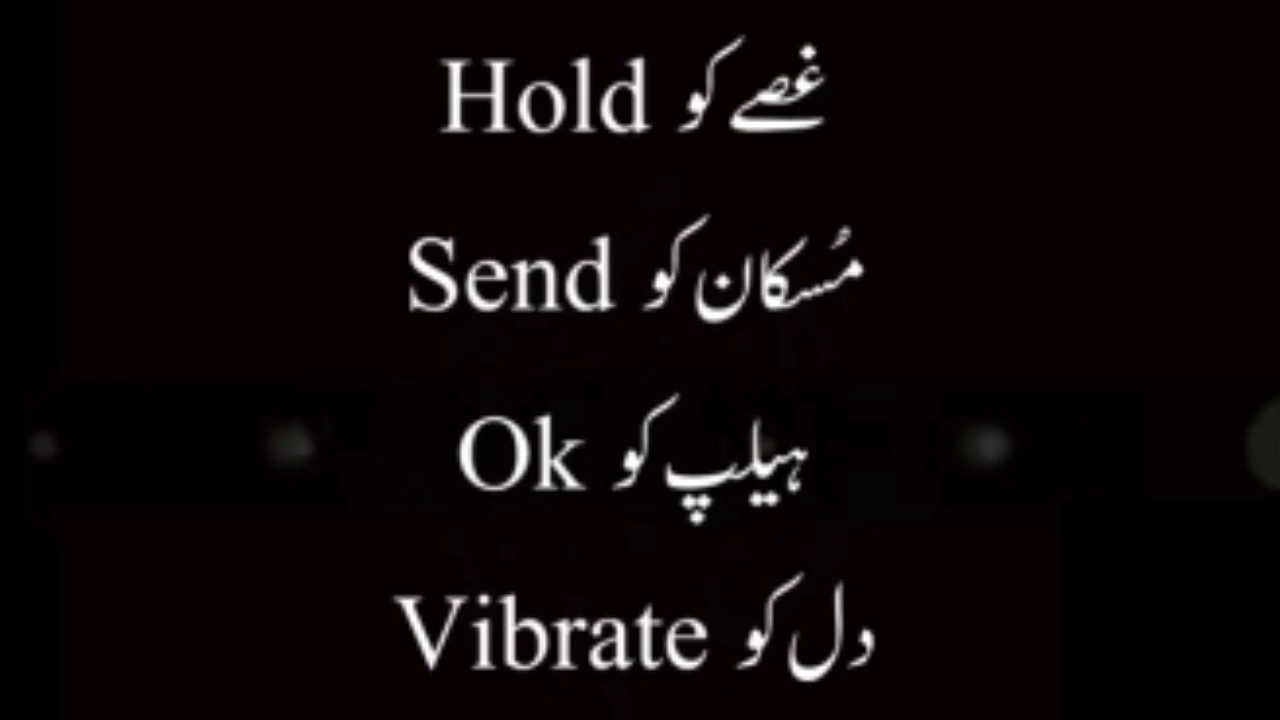 غصے کو Hold
مُسکان کو Send
ہیلپ کو Ok
دل کو Vibrate